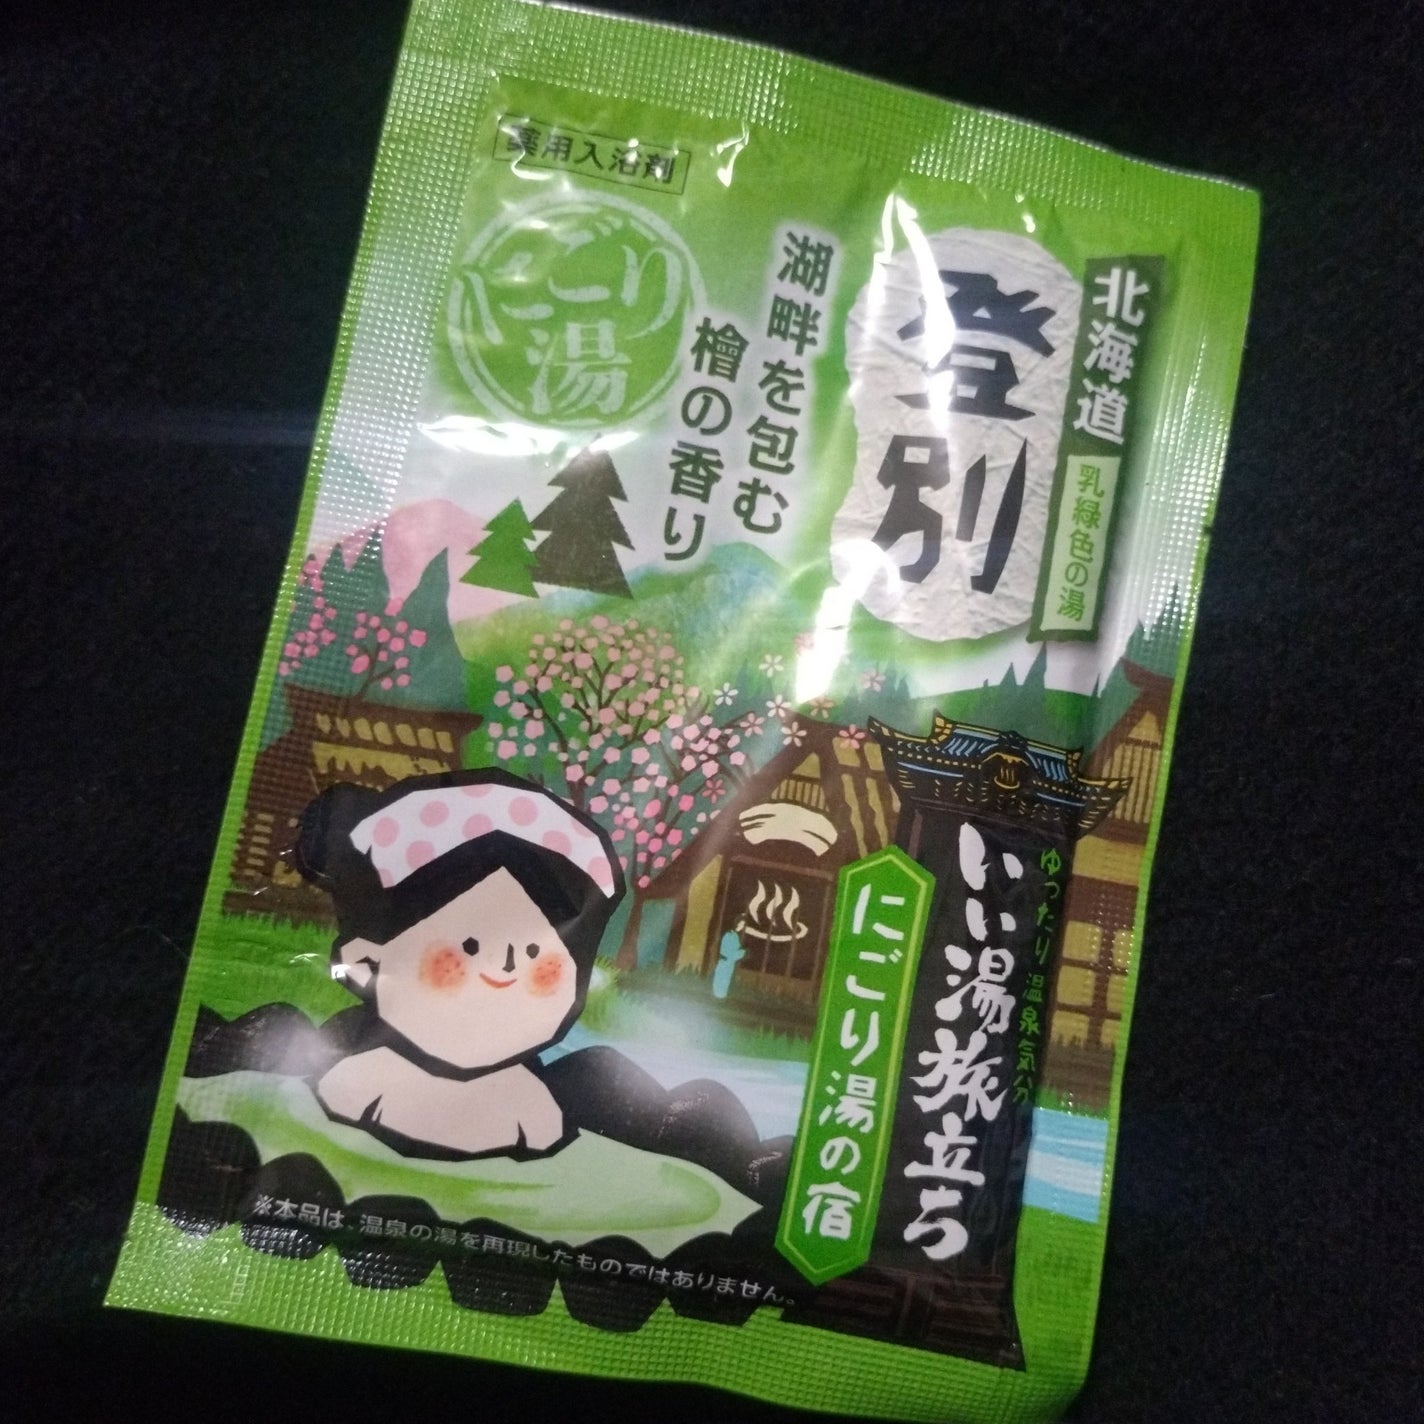 薬用入浴剤
にごり
湯
北海道
乳緑色の湯
登別
湖畔を包む
檜の香り
ゆったり温泉気分
いい湯旅立ち
にごり湯の宿
※本品は、温泉の湯を再現したものではありません。